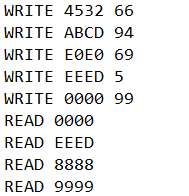 WRITE 4532 66
WRITE ABCD 94
WRITE E0E0 69
WRITE EEED 5
WRITE 0000 99
READ 0000
READ EEED
READ 8888
READ 9999